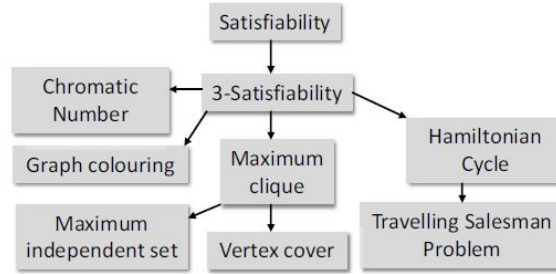 Satisfiability
Chromatic
Number
3-Satisfiability
Graph colouring
Maximum
clique
Hamiltonian
Cycle
Maximum
independent set
Vertex cover
Travelling Salesman
Problem